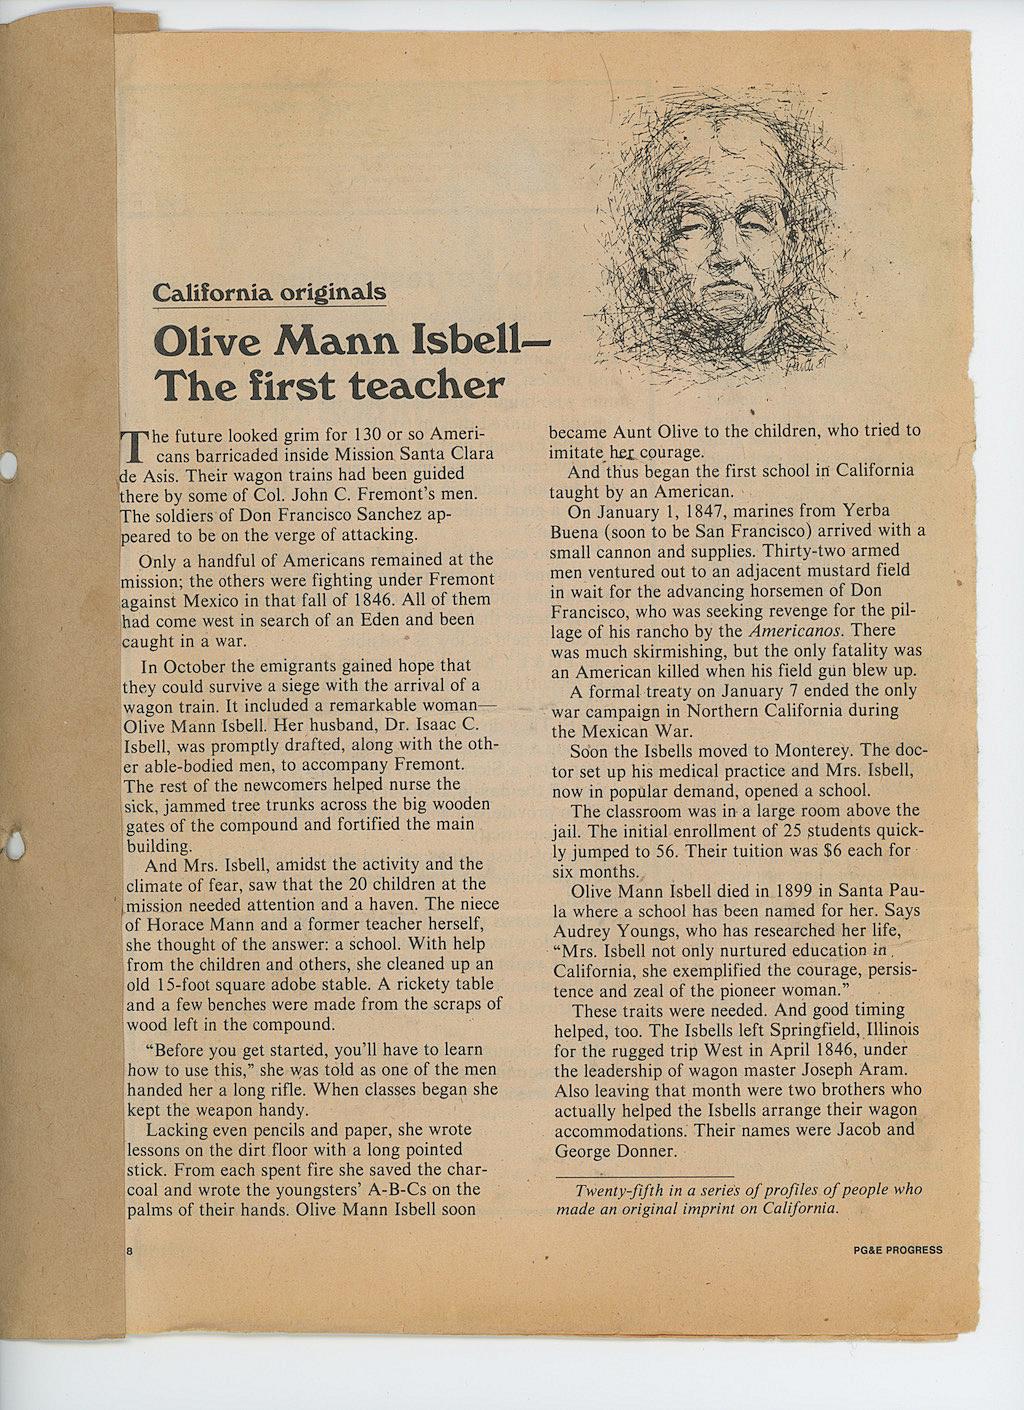 California originals
Olive Mann Isbell—
The first teacher
The future looked grim for 130 or so Ameri-
cans barricaded inside Mission Santa Clara
de Asis. Their wagon trains had been guided
there by some of Col. John C. Fremont's men.
The soldiers of Don Francisco Sanchez ap-
peared to be on the verge of attacking.
Only a handful of Americans remained at the
mission; the others were fighting under Fremont
against Mexico in that fall of 1846. All of them
had come west in search of an Eden and been
caught in a war.
In October the emigrants gained hope that
they could survive a siege with the arrival of a
wagon train. It included a remarkable woman—
Olive Mann Isbell. Her husband, Dr. Isaac C.
Isbell, was promptly drafted, along with the oth-
er able-bodied men, to accompany Fremont.
The rest of the newcomers helped nurse the
sick, jammed tree trunks across the big wooden
gates of the compound and fortified the main
building.
And Mrs. Isbell, amidst the activity and the
climate of fear, saw that the 20 children at the
mission needed attention and a haven. The niece
of Horace Mann and a former teacher herself,
she thought of the answer: a school. With help
from the children and others, she cleaned up an
old 15-foot square adobe stable. A rickety table
and a few benches were made from the scraps of
wood left in the compound.
“Before you get started, you'll have to learn
how to use this,” she was told as one of the men
handed her a long rifle. When classes began she
kept the weapon handy.
Lacking even pencils and paper, she wrote
lessons on the dirt floor with a long pointed
stick. From each spent fire she saved the char-
coal and wrote the youngsters' A-B-Cs on the
palms of their hands. Olive Mann Isbell soon
became Aunt Olive to the children, who tried to
imitate her courage.
And thus began the first school in California
taught by an American.
On January 1, 1847, marines from Yerba
Buena (soon to be San Francisco) arrived with a
small cannon and supplies. Thirty-two armed
men ventured out to an adjacent mustard field
in wait for the advancing horsemen of Don
Francisco, who was seeking revenge for the pil-
lage of his rancho by the Americanos. There
was much skirmishing, but the only fatality was
an American killed when his field gun blew up.
A formal treaty on January 7 ended the only
war campaign in Northern California during
the Mexican War.
Soon the Isbells moved to Monterey. The doc-
tor set up his medical practice and Mrs. Isbell,
now in popular demand, opened a school.
The classroom was in a large room above the
jail. The initial enrollment of 25 students quick-
ly jumped to 56. Their tuition was $6 each for
six months.
Olive Mann Isbell died in 1899 in Santa Pau-
la where a school has been named for her. Says
Audrey Youngs, who has researched her life,
“Mrs. Isbell not only nurtured education in
California, she exemplified the courage, persis-
tence and zeal of the pioneer woman.”
These traits were needed. And good timing
helped, too. The Isbells left Springfield, Illinois
for the rugged trip West in April 1846, under
the leadership of wagon master Joseph Aram.
Also leaving that month were two brothers who
actually helped the Isbells arrange their wagon
accommodations. Their names were Jacob and
George Donner.
Twenty-fifth in a series of profiles of people who
made an original imprint on California.
8
PG&E PROGRESS